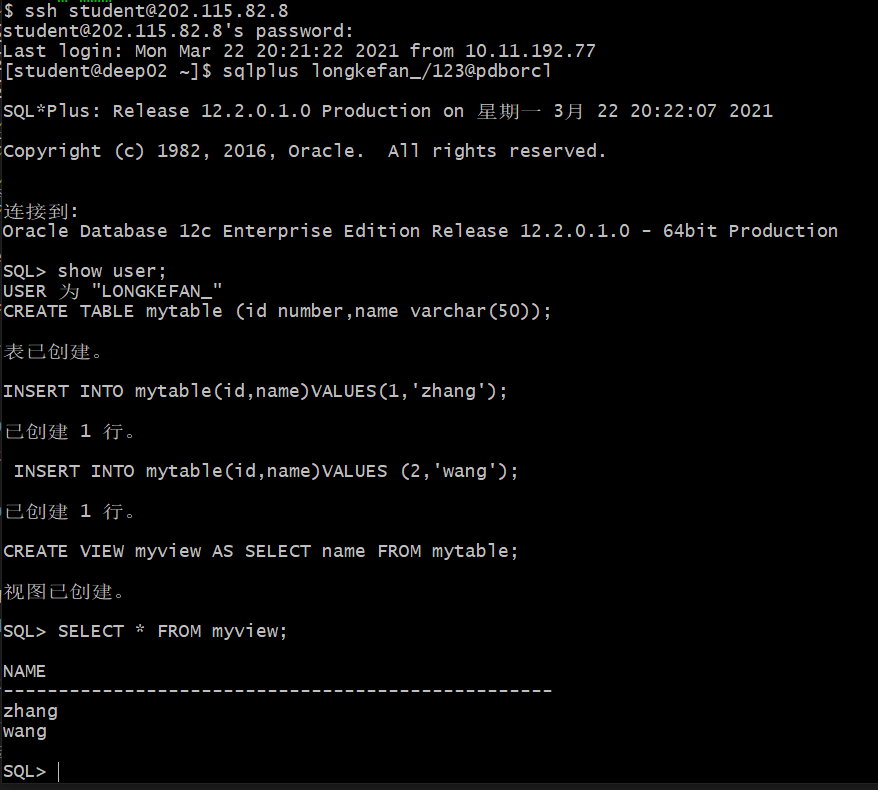 $ ssh student@202.115.82.8
student@202.115.82.8's password:
Last login: Mon Mar 22 20:21:22 2021 from 10.11.192.77
[student@deep02 ~]$ sqlplus longkefan_/123@pdborcl
SQL*Plus: Release 12.2.0.1.0 Production on 星期一 3月 22 20:22:07 2021
Copyright (c) 1982, 2016, Oracle.  All rights reserved.
连接到:
Oracle Database 12c Enterprise Edition Release 12.2.0.1.0 - 64bit Production
SQL> show user;
USER 为 "LONGKEFAN_"
CREATE TABLE mytable (id number,name varchar(50));
表已创建。
INSERT INTO mytable(id,name)VALUES(1,'zhang');
已创建 1 行。
 INSERT INTO mytable(id,name)VALUES (2,'wang');
已创建 1 行。
CREATE VIEW myview AS SELECT name FROM mytable;
视图已创建。
SQL> SELECT * FROM myview;
NAME
--------------------------------------------------
zhang
wang
SQL>